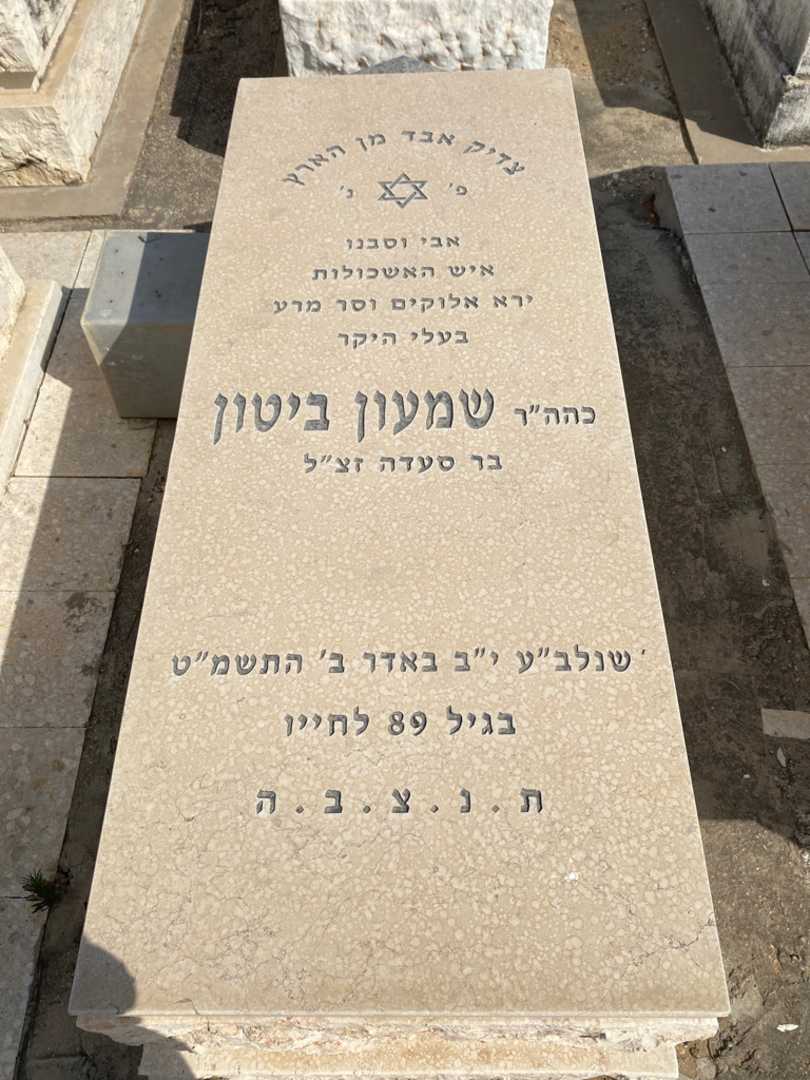 צדיק אבד מן הארץ
פ' נ'
אבי וסבנו
איש האשכולות
ירא אלוקים וסר מרע
בעלי היקר
כהה"ר שמעון ביטון
בר סעדה זצ"ל
שנלב"ע י"ב באדר ב' התשמ"ט
בגיל 89 לחייו
ת . נ . צ . ב . ה